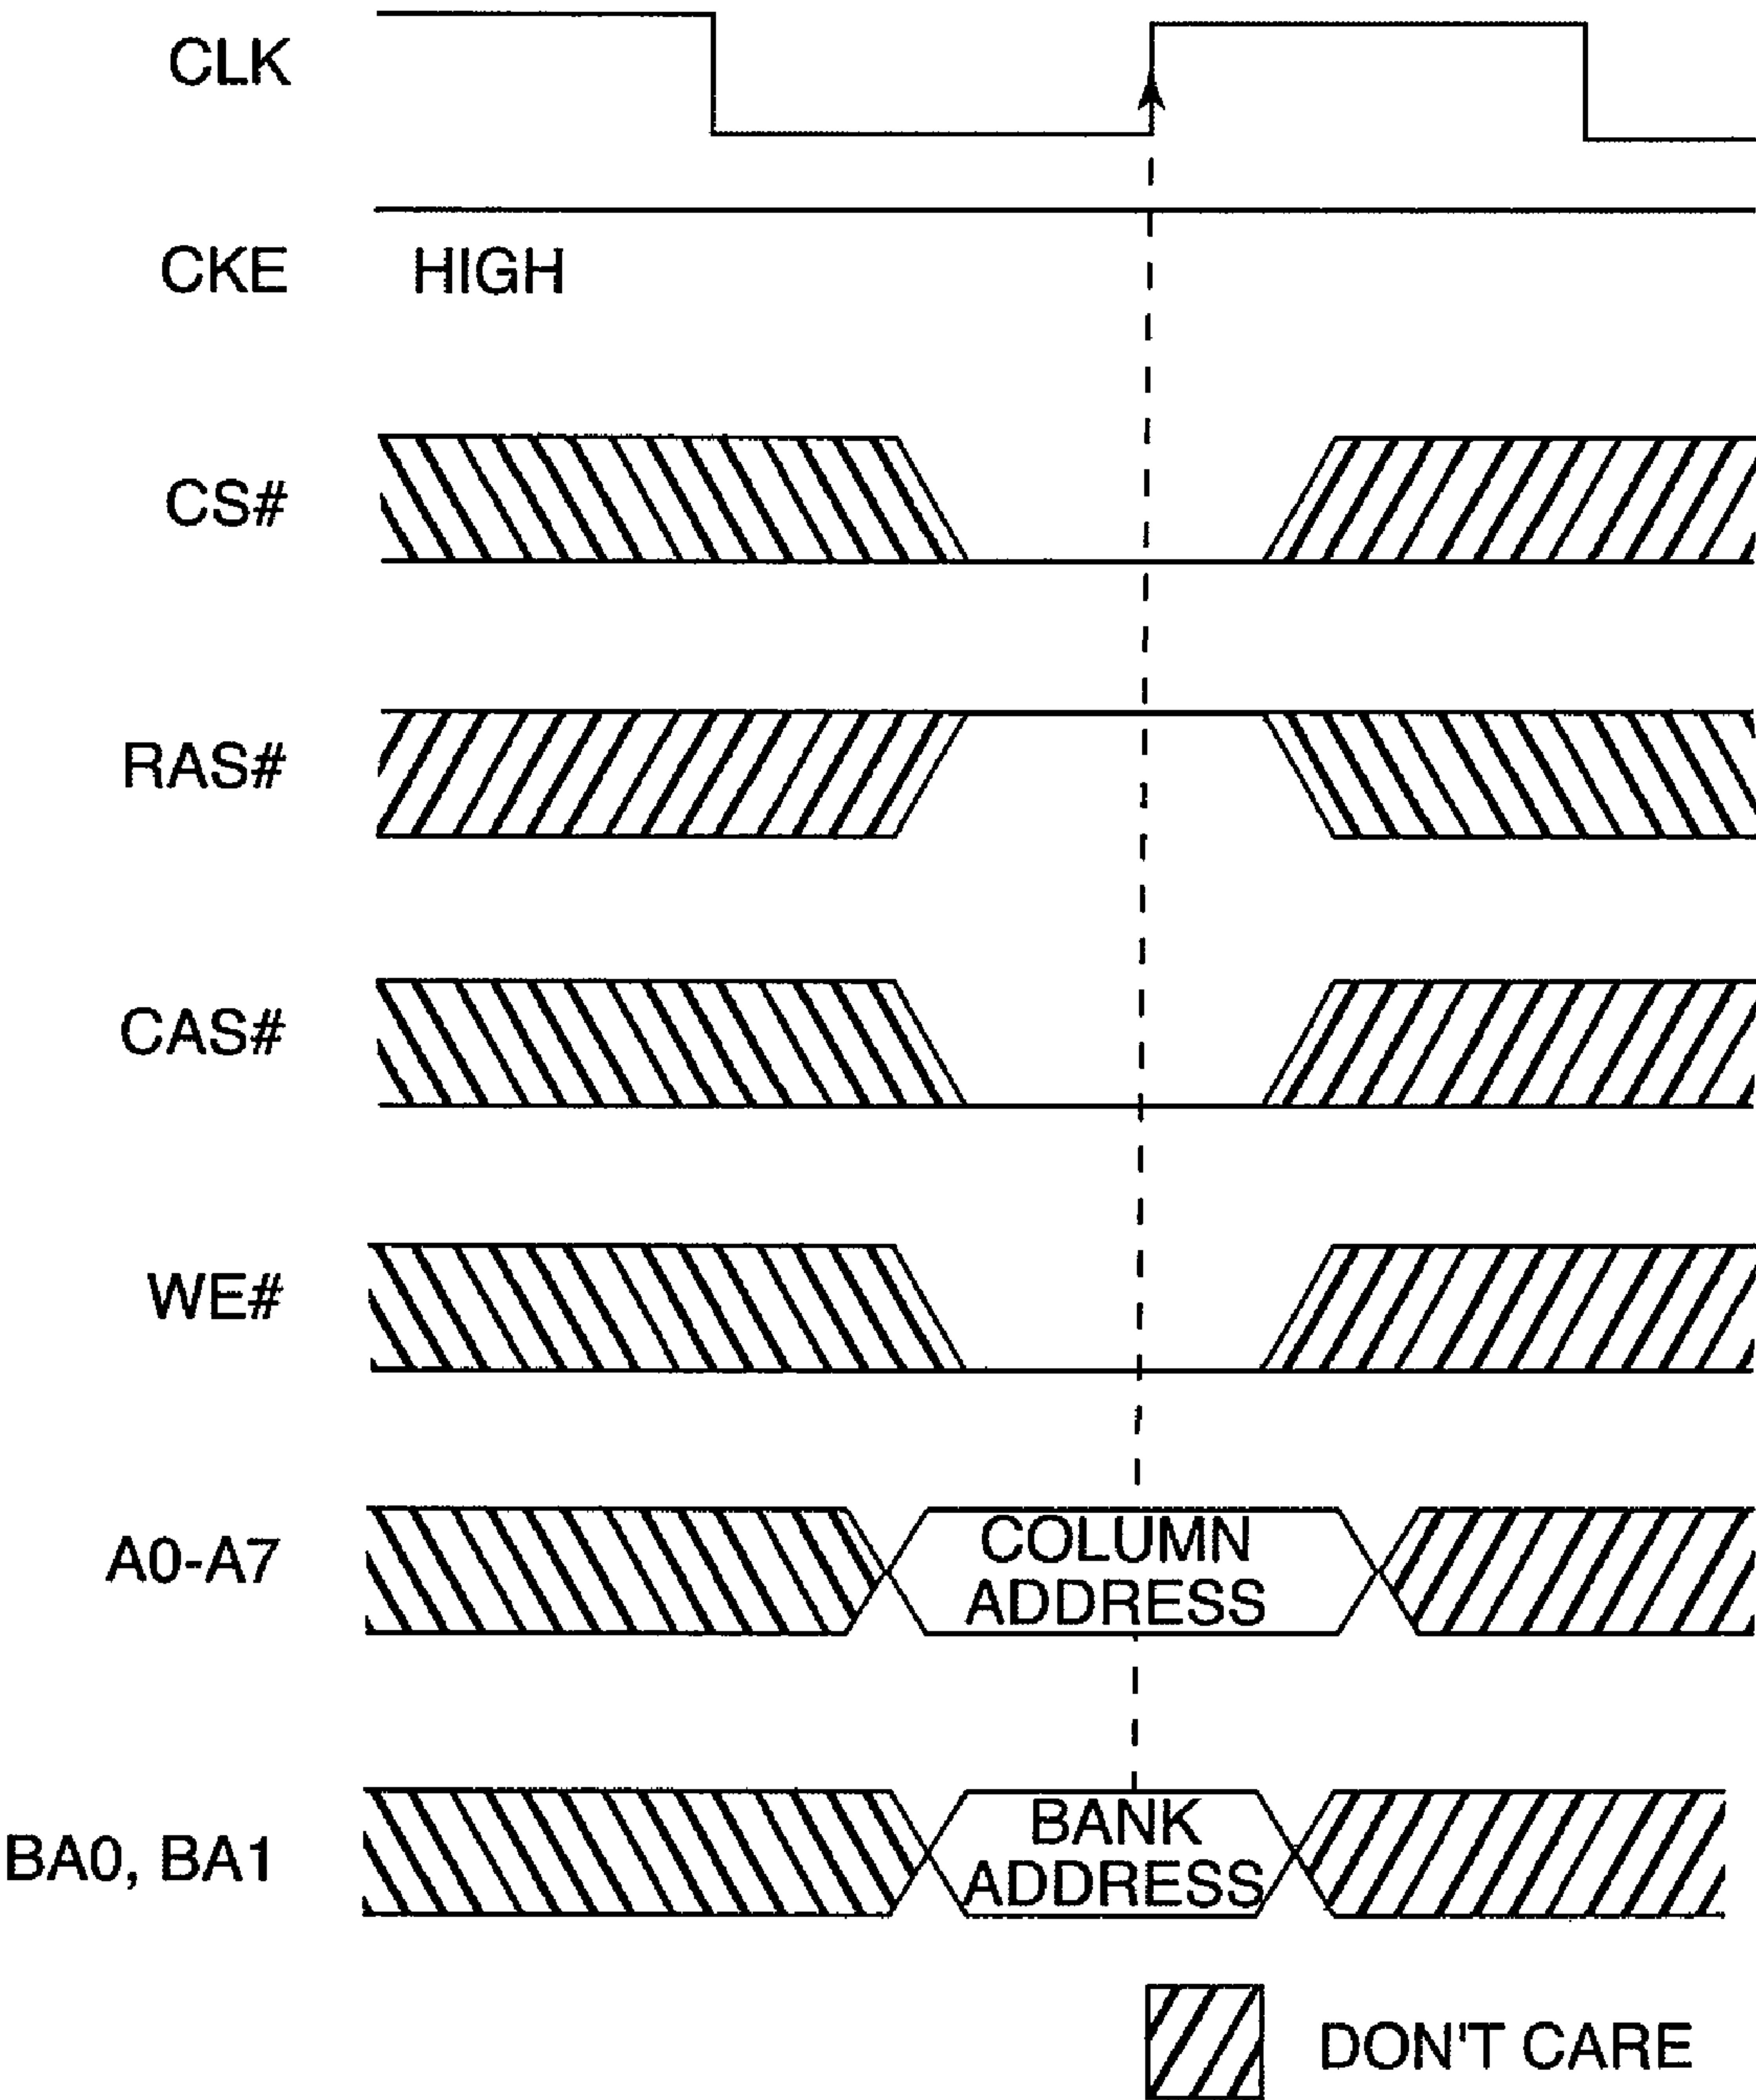 CLK
CKE HIGH
CS#
RAS#
CAS#
WE#
A0-A7
COLUMN
ADDRESS
BA0, BA1
BANK
ADDRESS
DON'T CARE